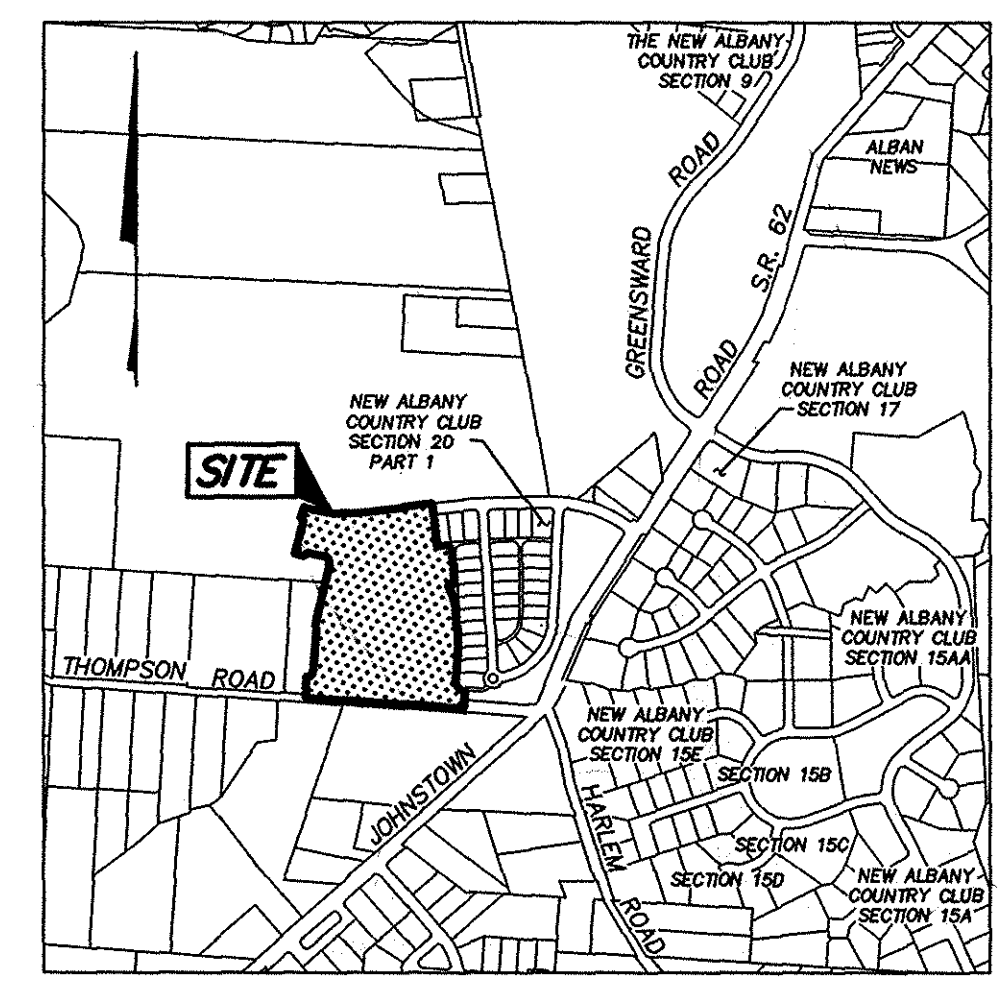 THE NEW ALBANY
COUNTRY CLUB
SECTION 9
ROAD
ALBAN
NEWS
GREENSWARD
S.R. 62
ROAD
NEW ALBANY
COUNTRY CLUB
SECTION 17
NEW ALBANY
COUNTRY CLUB
SECTION 20
PART 1
SITE
NEW ALBANY
COUNTRY CLUB
SECTION 15AA
THOMPSON ROAD
NEW ALBANY
COUNTRY CLUB
SECTION 15E
SECTION 15B
JOHNSTOWN
HARLEM
SECTION 15C
SECTION 15D
NEW ALBANY
COUNTRY CLUB
SECTION 15A
ROAD